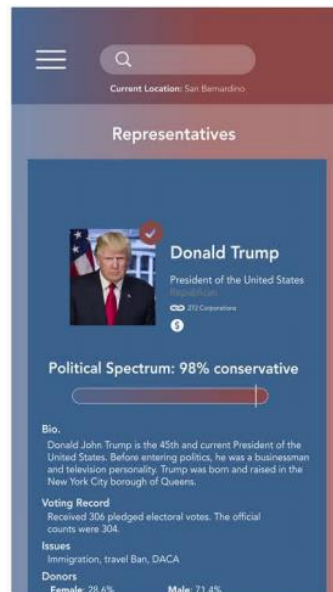 Current Location: San Bernardino
Representatives
Donald Trump
President of the United States
Republican
272 Corporations
$
Political Spectrum: 98% conservative
Bio.
Donald John Trump is the 45th and current President of the
United States. Before entering politics, he was a businessman
and television personality. Trump was born and raised in the
New York City borough of Queens.
Voting Record
Received 306 pledged electoral votes. The official
counts were 304.
Issues
Immigration, travel Ban, DACA
Donors
Female: 28.6% Male: 71.4%